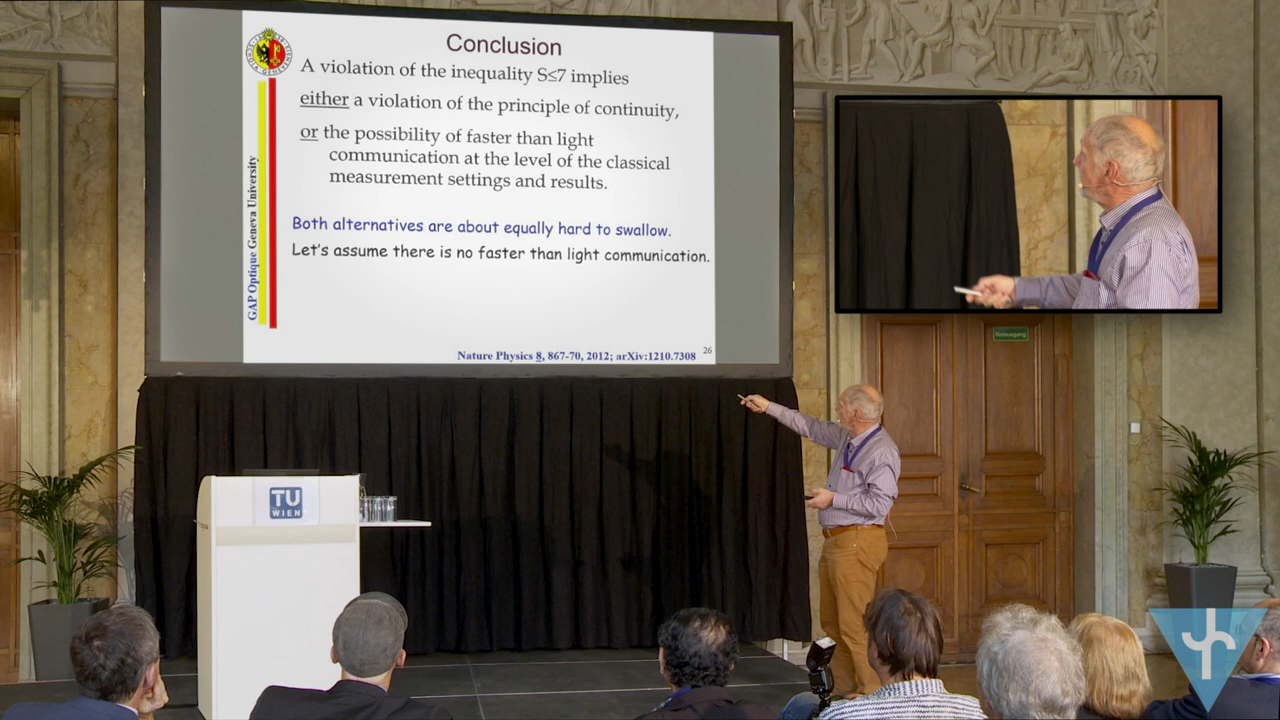 Conclusion
A violation of the inequality S≤7 implies
either a violation of the principle of continuity,
or the possibility of faster than light
communication at the level of the classical
measurement settings and results.
Both alternatives are about equally hard to swallow.
Let's assume there is no faster than light communication.
Nature Physics 8, 867-70, 2012; arXiv:1210.7308
26
GAP Optique Geneva University
Notausgang
TU
WIEN